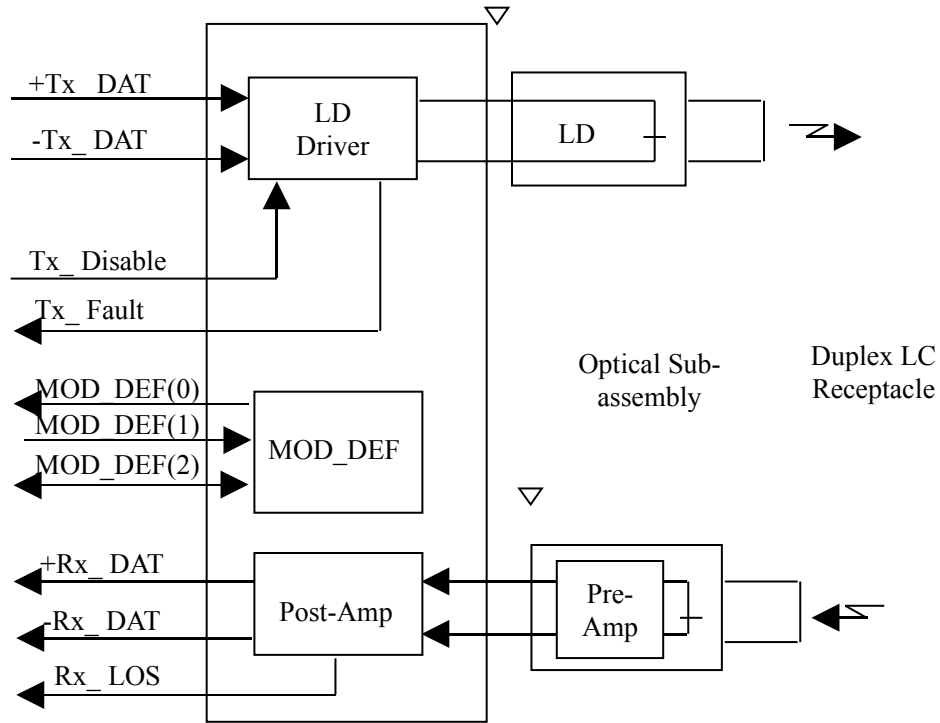 +Tx_ DAT
-Tx_ DAT
LD
Driver
LD
Tx_ Disable
Tx_ Fault
MOD_DEF(0)
MOD_DEF(1)
MOD_DEF(2)
MOD_DEF
Optical Sub-
assembly
Duplex LC
Receptacle
+Rx_ DAT
-Rx_ DAT
Rx_ LOS
Post-Amp
Pre-
Amp